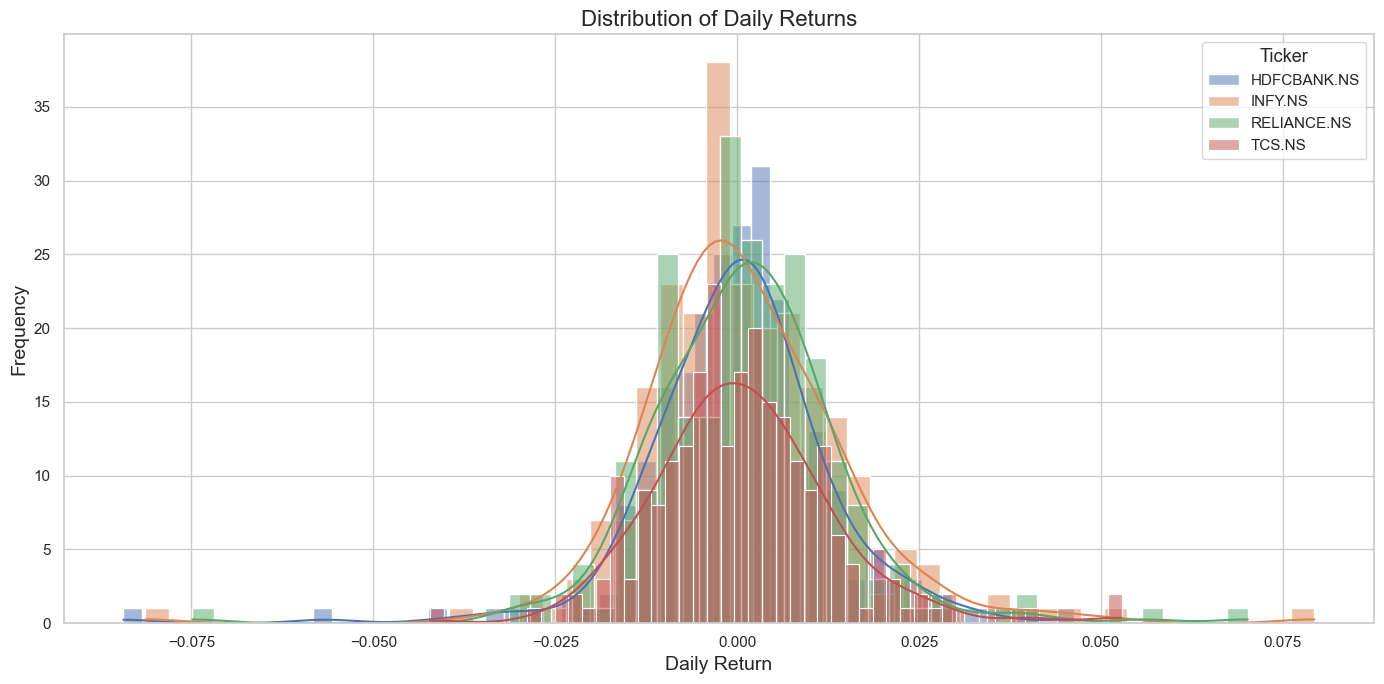 Distribution of Daily Returns
Ticker
HDFCBANK.NS
INFY.NS
RELIANCE.NS
TCS.NS
Frequency
35
30
25
20
15
10
5
0
−0.075 −0.050 −0.025 0.000 0.025 0.050 0.075
Daily Return